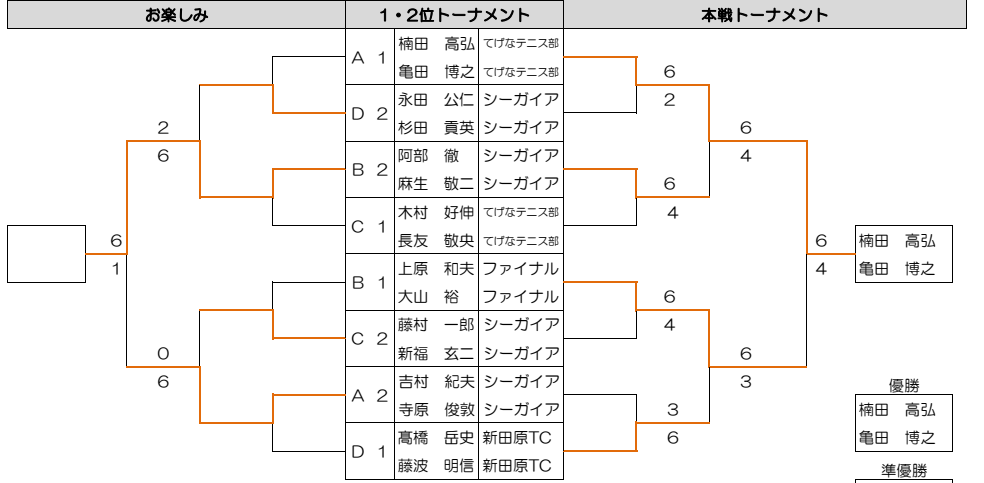 お楽しみ 1・2位トーナメント 本戦トーナメント
A 1 楠田 高弘 てげなテニス部
亀田 博之 てげなテニス部
6
2
D 2 永田 公仁 シーガイア
杉田 貢英 シーガイア
2
6
6
4
B 2 阿部 徹 シーガイア
麻生 敬二 シーガイア
6
4
C 1 木村 好伸 てげなテニス部
長友 敬央 てげなテニス部
6
1
6
4
楠田 高弘
亀田 博之
B 1 上原 和夫 ファイナル
大山 裕 ファイナル
6
4
C 2 藤村 一郎 シーガイア
新福 玄二 シーガイア
0
6
6
3
A 2 吉村 紀夫 シーガイア
寺原 俊敦 シーガイア
3
6
優勝
楠田 高弘
亀田 博之
D 1 髙橋 岳史 新田原TC
藤波 明信 新田原TC
準優勝